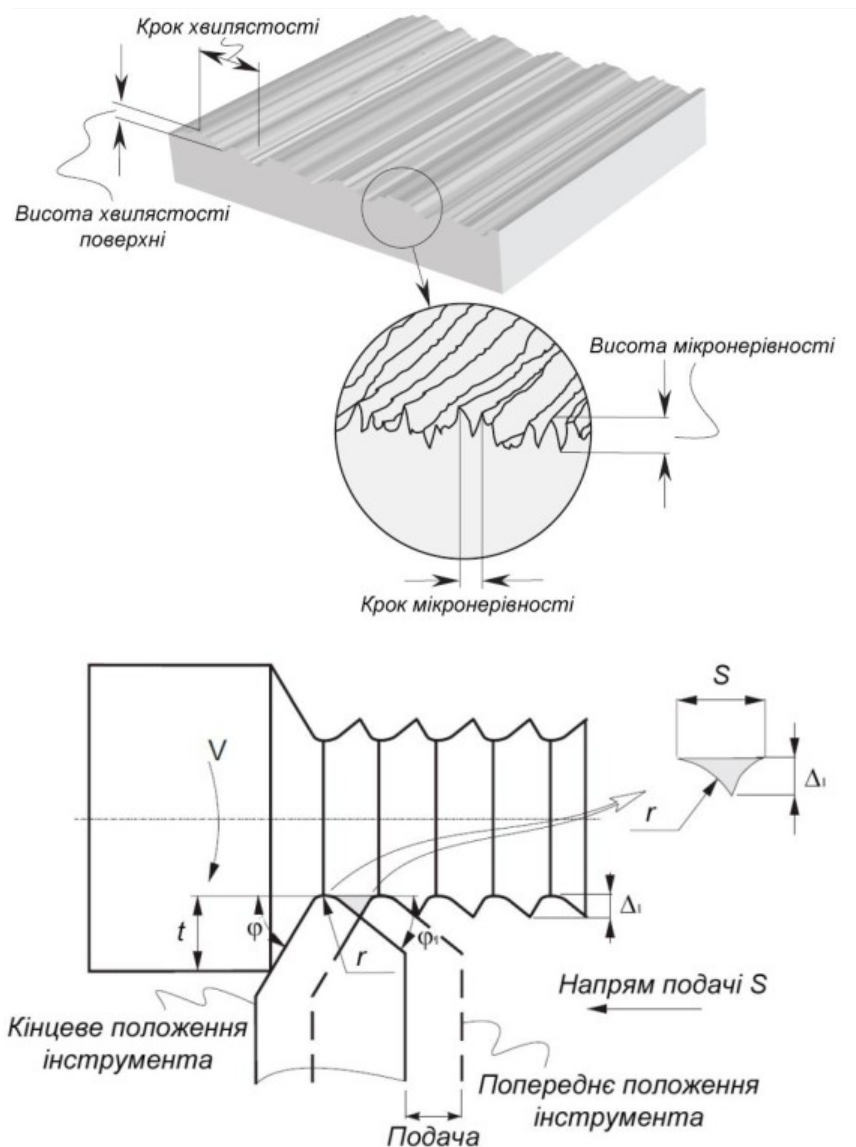 Крок хвилястості
Висота хвилястості
поверхні
Висота мікронерівності
Крок мікронерівності
S
V
Δ₁
r
t
φ
r
φ₁
Δ₁
Напрям подачі S
Кінцеве положення
інструмента
Попереднє положення
інструмента
Подача